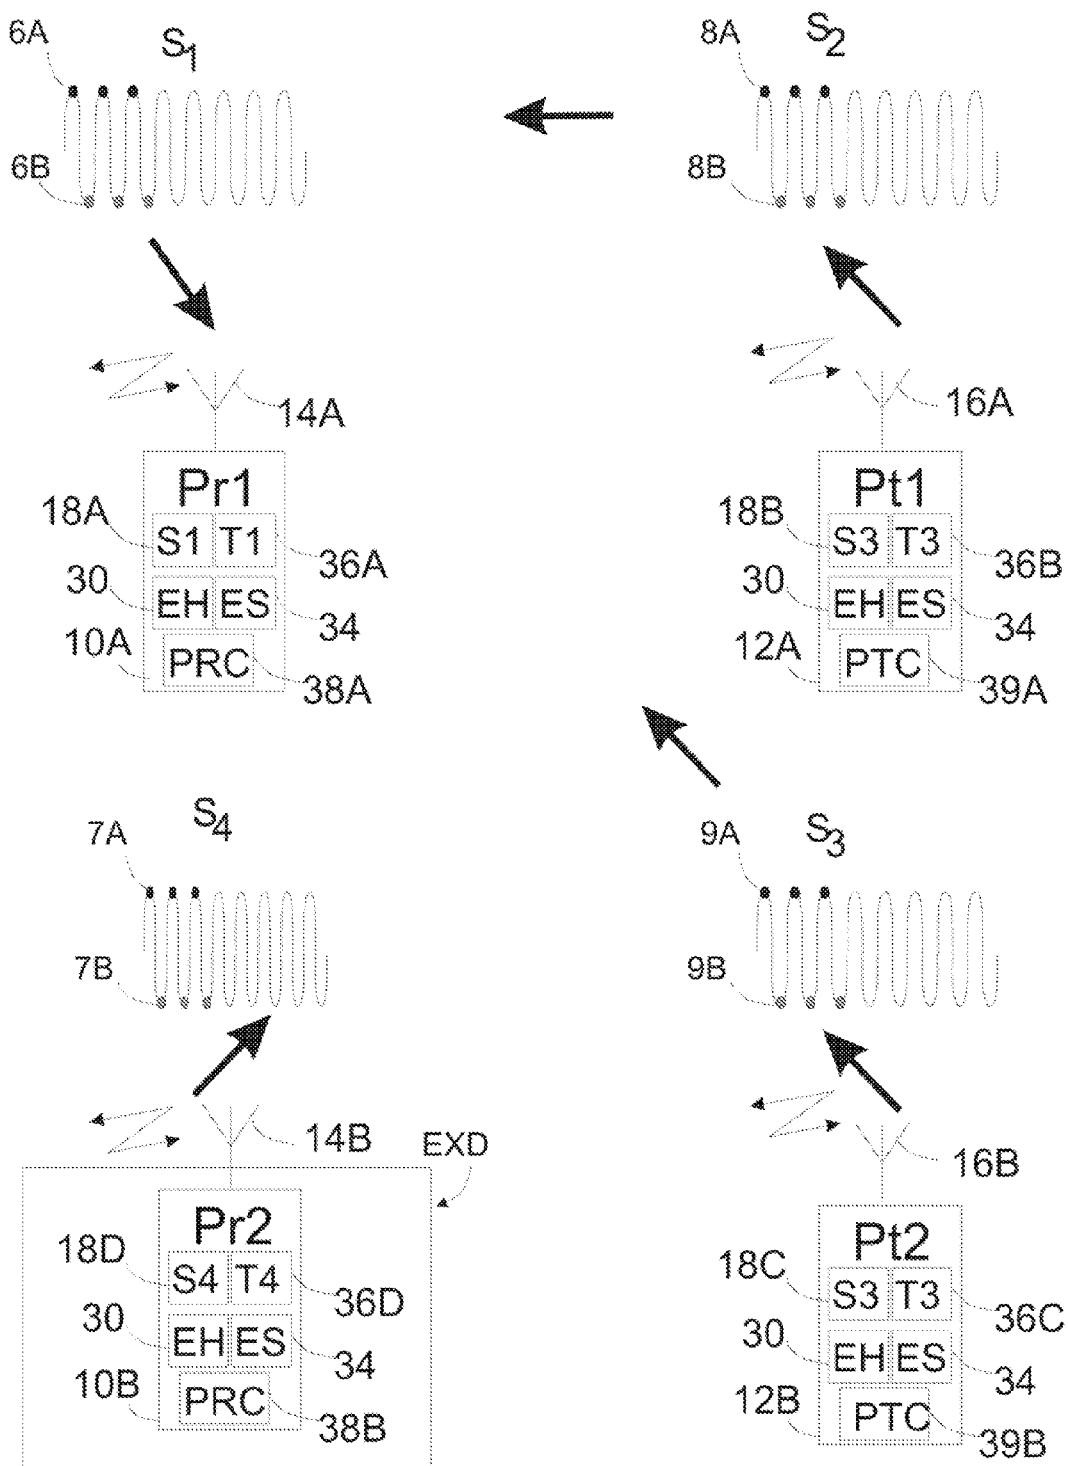 6A S1
8A S2
6B
8B
14A
16A
Pr1
Pt1
18A S1 T1 36A
18B S3 T3 36B
30 EH ES 34
30 EH ES 34
10A PRC 38A
12A PTC 39A
7A S4
9A S3
7B
9B
14B EXD
16B
Pr2
Pt2
18D S4 T4 36D
18C S3 T3 36C
30 EH ES 34
30 EH ES 34
10B PRC 38B
12B PTC 39B